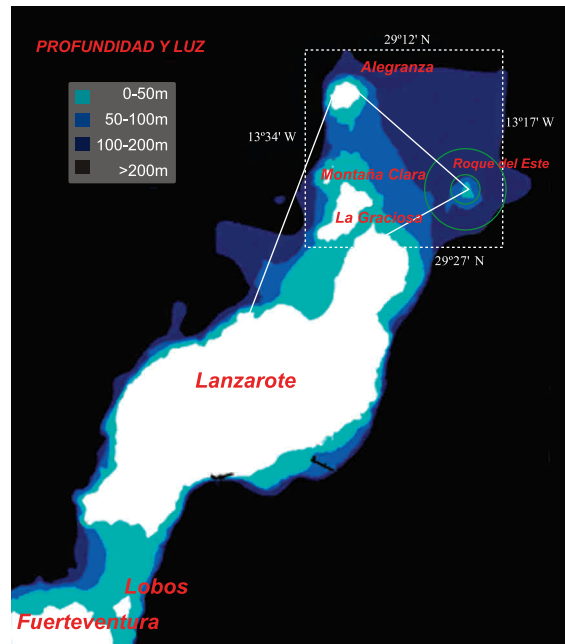 29º12' N
PROFUNDIDAD Y LUZ
Alegranza
0-50m
50-100m
100-200m
>200m
13º17' W
13º34' W
Roque del Este
Montaña Clara
La Graciosa
29º27' N
Lanzarote
Lobos
Fuerteventura